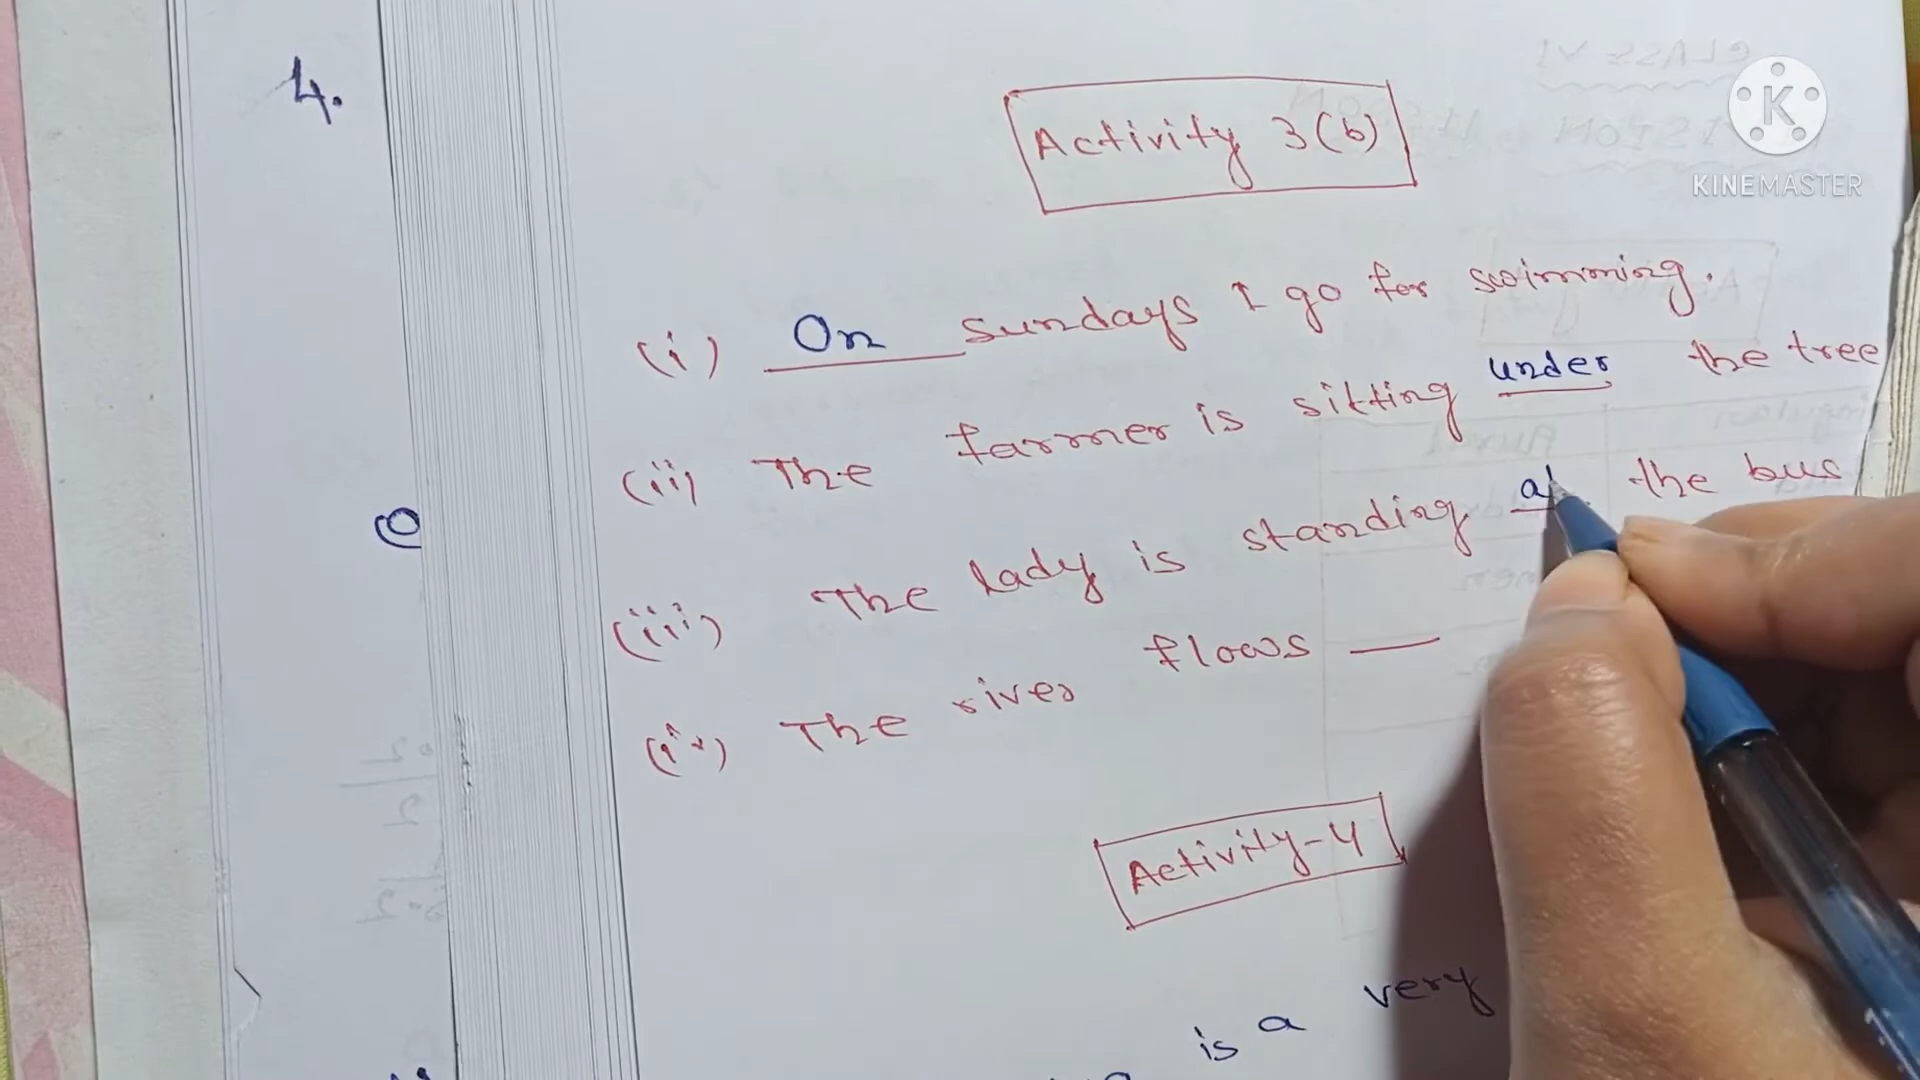 4.
Activity 3(b)
KINEMASTER
(i) On sundays I go for swimming.
(ii) The farmer is sitting under the tree
(iii) The lady is standing at the bus
(iv) The river flows —
Activity-4
is a very